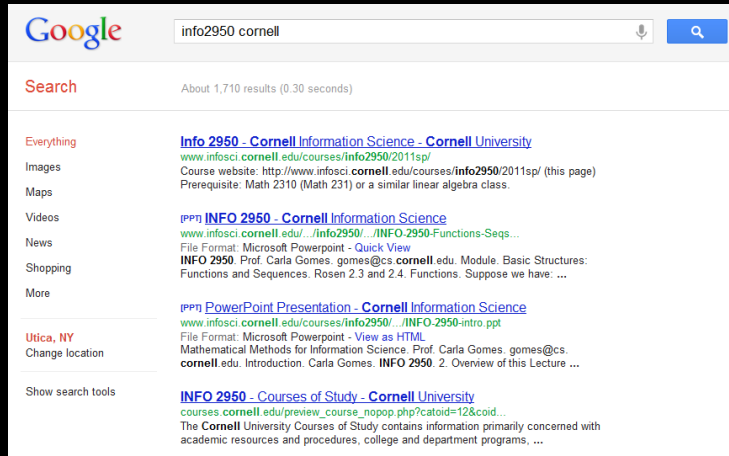 Google
info2950 cornell
Search
About 1,710 results (0.30 seconds)
Everything
Images
Maps
Videos
News
Shopping
More
Utica, NY
Change location
Show search tools
Info 2950 - Cornell Information Science - Cornell University
www.infosci.cornell.edu/courses/info2950/2011sp/
Course website: http://www.infosci.cornell.edu/courses/info2950/2011sp/ (this page)
Prerequisite: Math 2310 (Math 231) or a similar linear algebra class.
[PPT] INFO 2950 - Cornell Information Science
www.infosci.cornell.edu/.../info2950/.../INFO-2950-Functions-Seqs...
File Format: Microsoft Powerpoint - Quick View
INFO 2950. Prof. Carla Gomes. gomes@cs.cornell.edu. Module. Basic Structures:
Functions and Sequences. Rosen 2.3 and 2.4. Functions. Suppose we have: ...
[PPT] PowerPoint Presentation - Cornell Information Science
www.infosci.cornell.edu/courses/info2950/.../INFO-2950-intro.ppt
File Format: Microsoft Powerpoint - View as HTML
Mathematical Methods for Information Science. Prof. Carla Gomes. gomes@cs.
cornell.edu. Introduction. Carla Gomes. INFO 2950. 2. Overview of this Lecture ...
INFO 2950 - Courses of Study - Cornell University
courses.cornell.edu/preview_course_nopop.php?catoid=12&coid...
The Cornell University Courses of Study contains information primarily concerned with
academic resources and procedures, college and department programs, ...